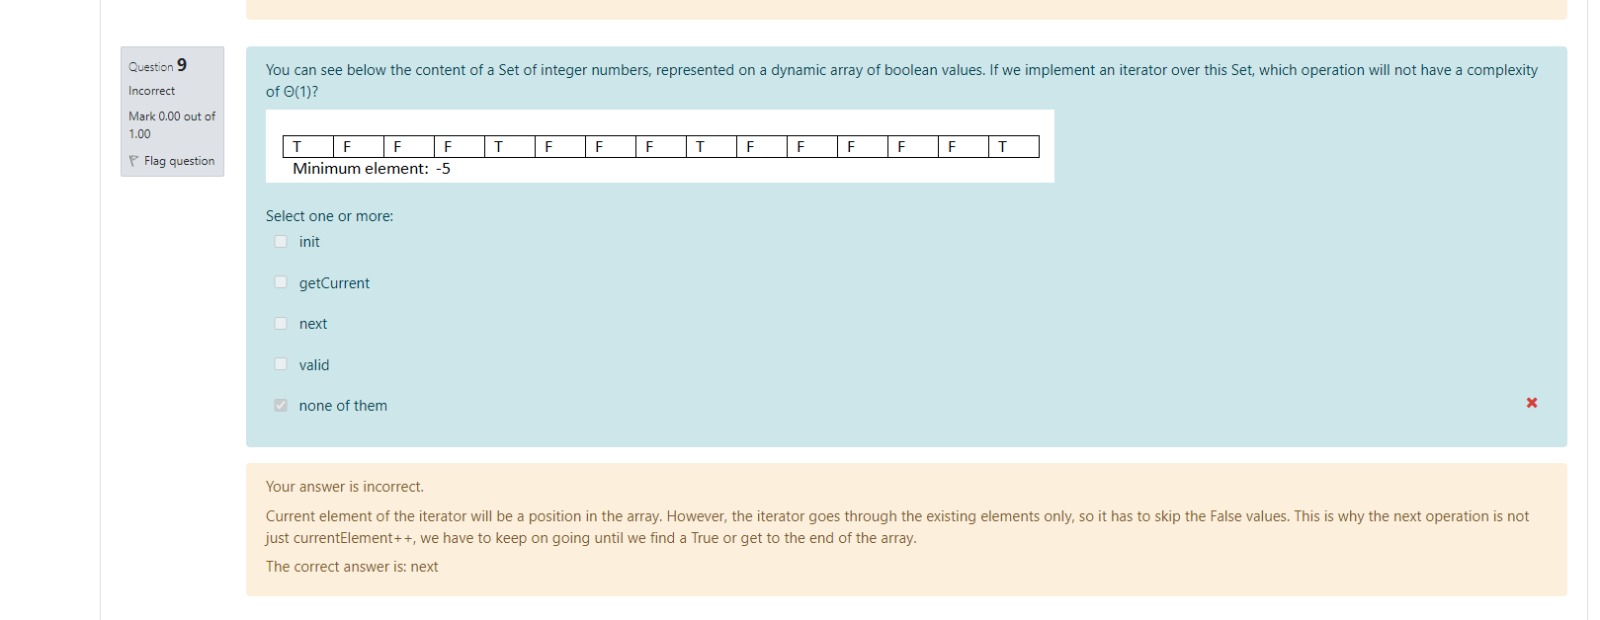 Question 9
Incorrect
Mark 0.00 out of
1.00
Flag question
You can see below the content of a Set of integer numbers, represented on a dynamic array of boolean values. If we implement an iterator over this Set, which operation will not have a complexity
of Θ(1)?
T F F F T F F F T F F F F F T
Minimum element: -5
Select one or more:
init
getCurrent
next
valid
none of them
Your answer is incorrect.
Current element of the iterator will be a position in the array. However, the iterator goes through the existing elements only, so it has to skip the False values. This is why the next operation is not
just currentElement++, we have to keep on going until we find a True or get to the end of the array.
The correct answer is: next